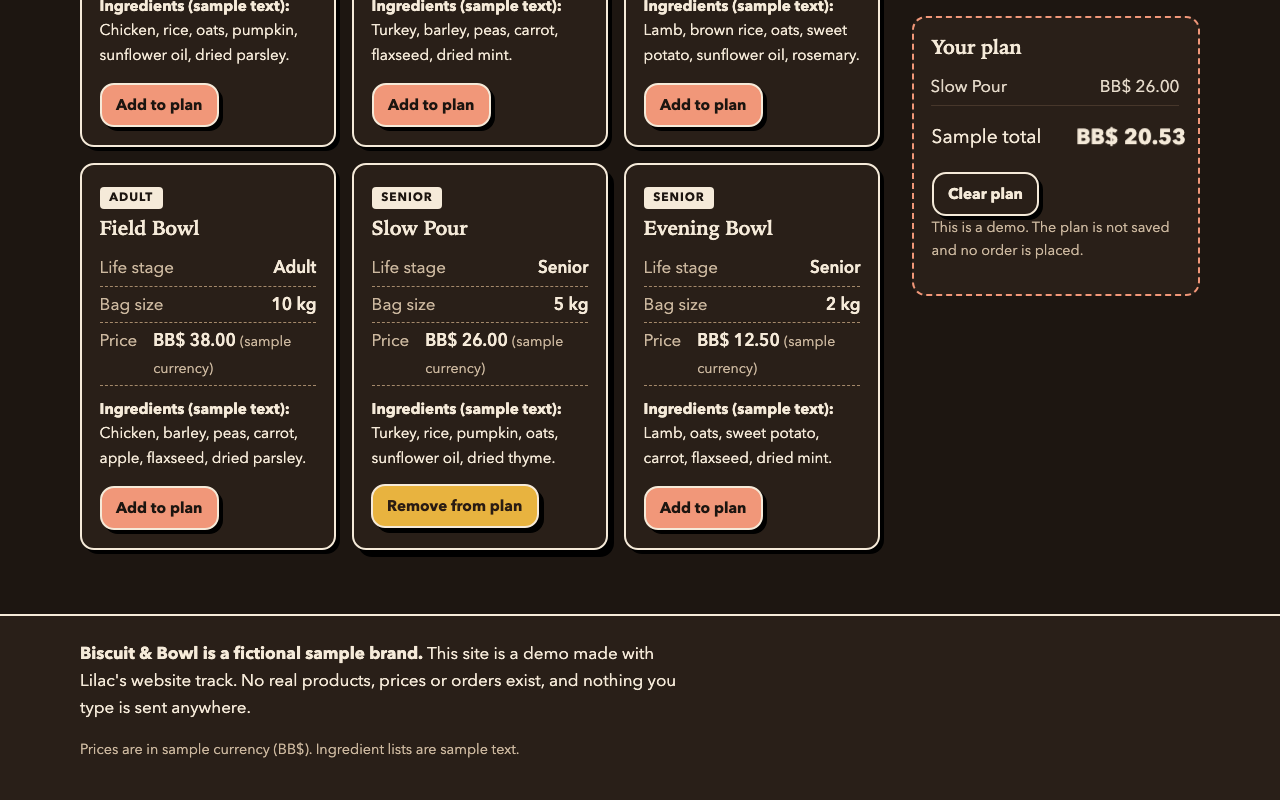 Ingredients (sample text):
Chicken, rice, oats, pumpkin,
sunflower oil, dried parsley.
Add to plan
Ingredients (sample text):
Turkey, barley, peas, carrot,
flaxseed, dried mint.
Add to plan
Ingredients (sample text):
Lamb, brown rice, oats, sweet
potato, sunflower oil, rosemary.
Add to plan
ADULT
Field Bowl
Life stage Adult
Bag size 10 kg
Price BB$ 38.00 (sample
currency)
Ingredients (sample text):
Chicken, barley, peas, carrot,
apple, flaxseed, dried parsley.
Add to plan
SENIOR
Slow Pour
Life stage Senior
Bag size 5 kg
Price BB$ 26.00 (sample
currency)
Ingredients (sample text):
Turkey, rice, pumpkin, oats,
sunflower oil, dried thyme.
Remove from plan
SENIOR
Evening Bowl
Life stage Senior
Bag size 2 kg
Price BB$ 12.50 (sample
currency)
Ingredients (sample text):
Lamb, oats, sweet potato,
carrot, flaxseed, dried mint.
Add to plan
Your plan
Slow Pour BB$ 26.00
Sample total BB$ 20.53
Clear plan
This is a demo. The plan is not saved
and no order is placed.
Biscuit & Bowl is a fictional sample brand. This site is a demo made with
Lilac's website track. No real products, prices or orders exist, and nothing you
type is sent anywhere.
Prices are in sample currency (BB$). Ingredient lists are sample text.